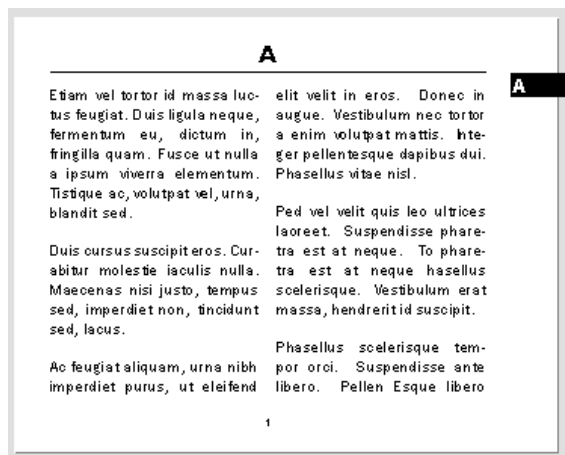 A
A
Etiam vel tortor id massa luc-
tus feugiat. Duis ligula neque,
fermentum eu, dictum in,
fringilla quam. Fusce ut nulla
a ipsum viverra elementum.
Tistique ac, volutpat vel, urna,
blandit sed.
Duis cursus suscipit eros. Cur-
abitur molestie iaculis nulla.
Maecenas nisi justo, tempus
sed, imperdiet non, tincidunt
sed, lacus.
Ac feugiat aliquam, urna nibh
imperdiet purus, ut eleifend
elit velit in eros. Donec in
augue. Vestibulum nec tortor
a enim volutpat mattis. Inte-
ger pellentesque dapibus dui.
Phasellus vitae nisl.
Ped vel velit quis leo ultrices
laoreet. Suspendisse phare-
tra est at neque. To phare-
tra est at neque hasellus
scelerisque. Vestibulum erat
massa, hendrerit id suscipit.
Phasellus scelerisque tem-
por orci. Suspendisse ante
libero. Pellen Esque libero
1